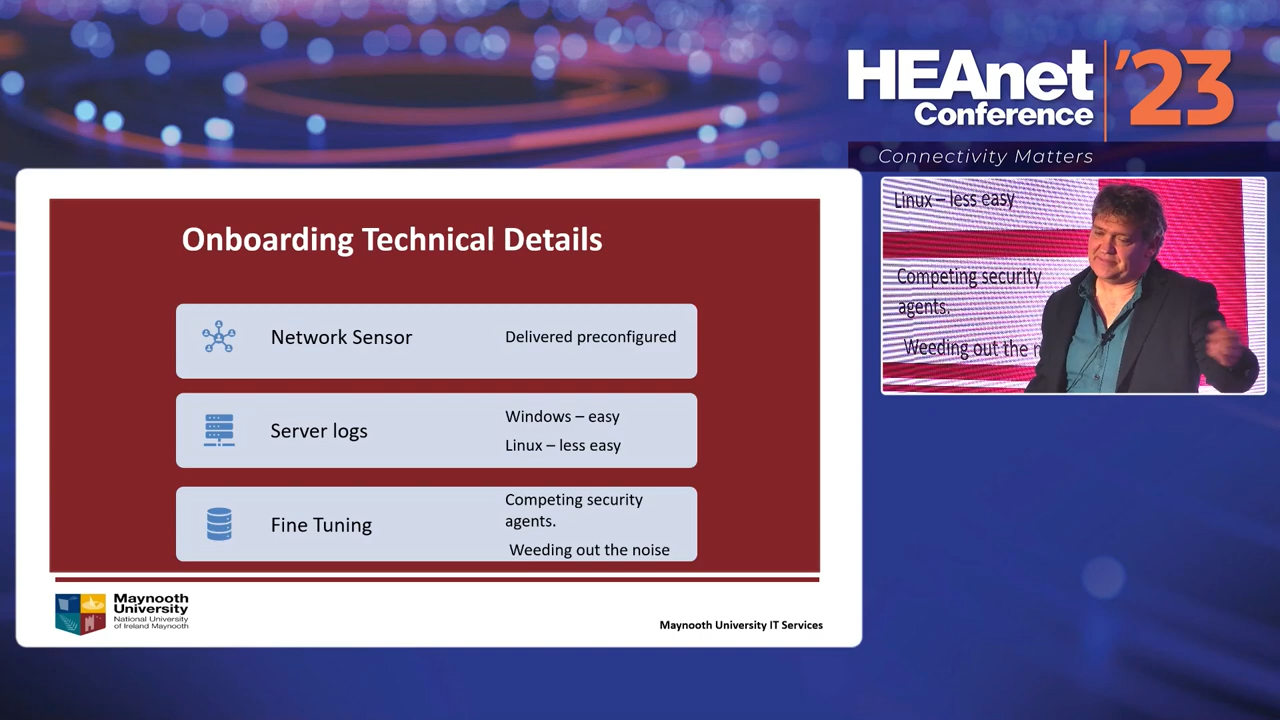 HEAnet
Conference
'23
Connectivity Matters
Onboarding Technical Details
Network Sensor
Delivered preconfigured
Server logs
Windows – easy
Linux – less easy
Fine Tuning
Competing security
agents.
Weeding out the noise
Maynooth
University
National University
of Ireland Maynooth
Maynooth University IT Services
Linux – less easy
Competing security
agents.
Weeding out the